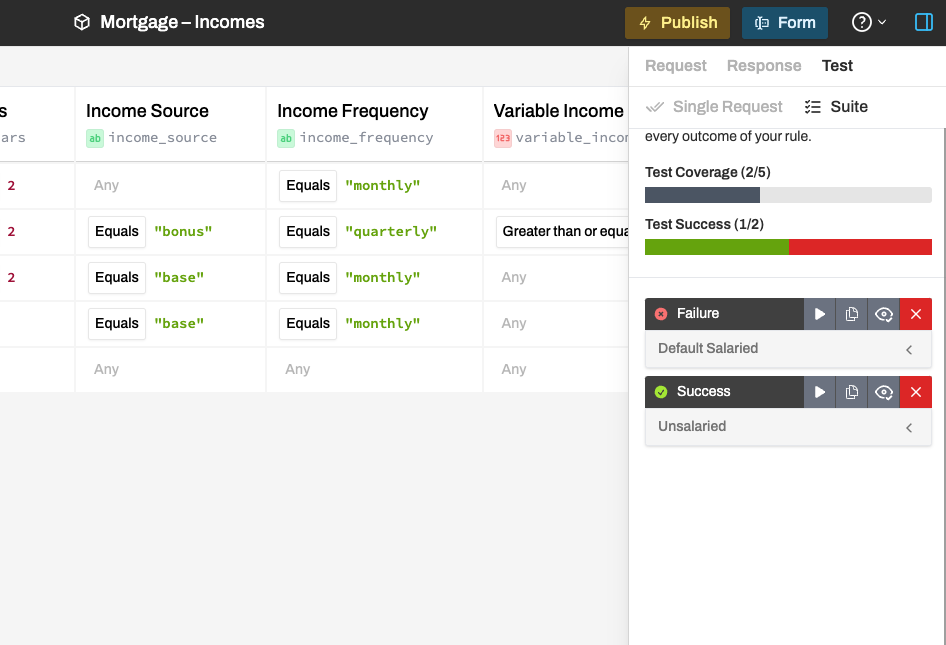 Mortgage – Incomes
Publish
Form
?
Request Response Test
Single Request Suite
every outcome of your rule.
Test Coverage (2/5)
Test Success (1/2)
Failure
Default Salaried
Success
Unsalaried
s Income Source Income Frequency Variable Income
ars ab income_source ab income_frequency 123 variable_incom
2 Any Equals "monthly" Any
2 Equals "bonus" Equals "quarterly" Greater than or equa
2 Equals "base" Equals "monthly" Any
Equals "base" Equals "monthly" Any
Any Any Any